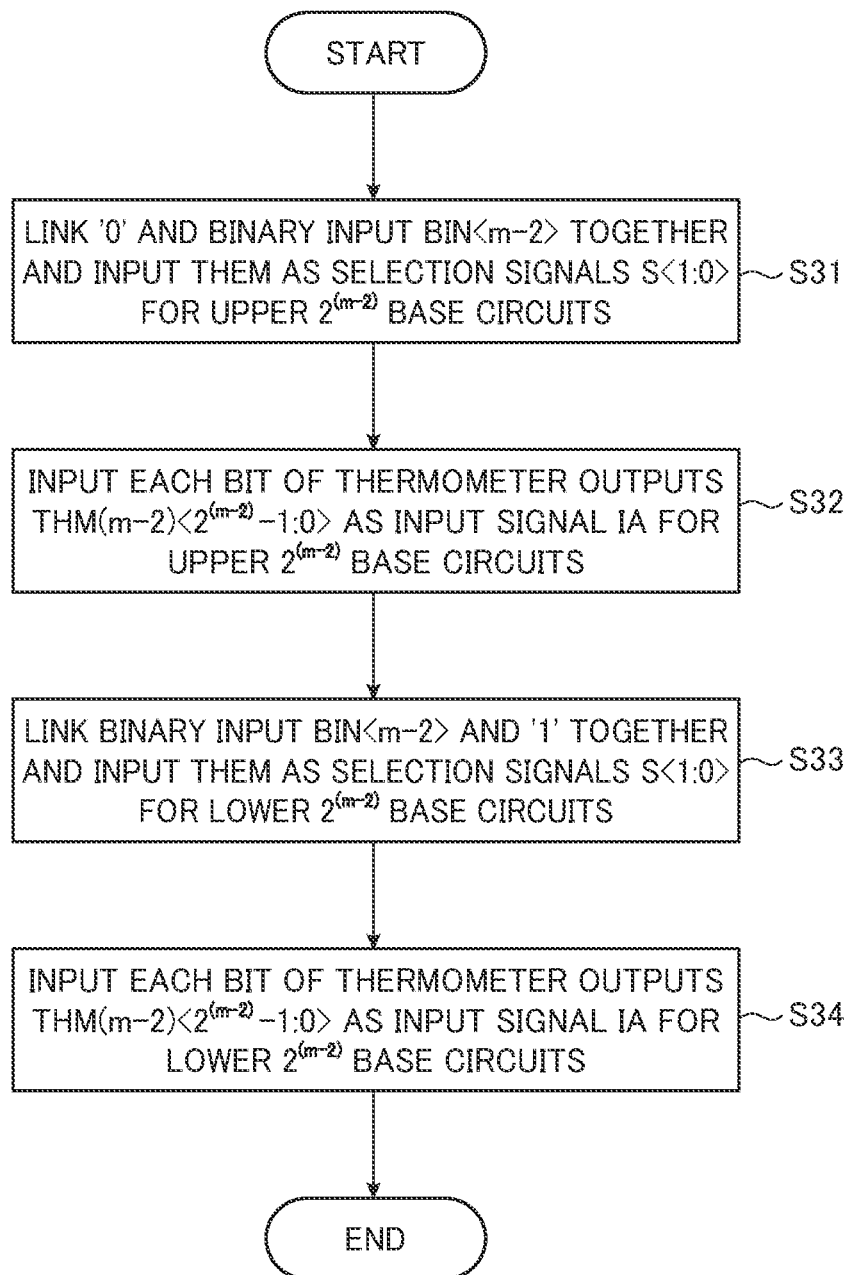 START
LINK '0' AND BINARY INPUT BIN<m-2> TOGETHER
AND INPUT THEM AS SELECTION SIGNALS S<1:0>
FOR UPPER 2^(m-2) BASE CIRCUITS
S31
INPUT EACH BIT OF THERMOMETER OUTPUTS
THM(m-2)<2^(m-2)-1:0> AS INPUT SIGNAL IA FOR
UPPER 2^(m-2) BASE CIRCUITS
S32
LINK BINARY INPUT BIN<m-2> AND '1' TOGETHER
AND INPUT THEM AS SELECTION SIGNALS S<1:0>
FOR LOWER 2^(m-2) BASE CIRCUITS
S33
INPUT EACH BIT OF THERMOMETER OUTPUTS
THM(m-2)<2^(m-2)-1:0> AS INPUT SIGNAL IA FOR
LOWER 2^(m-2) BASE CIRCUITS
S34
END